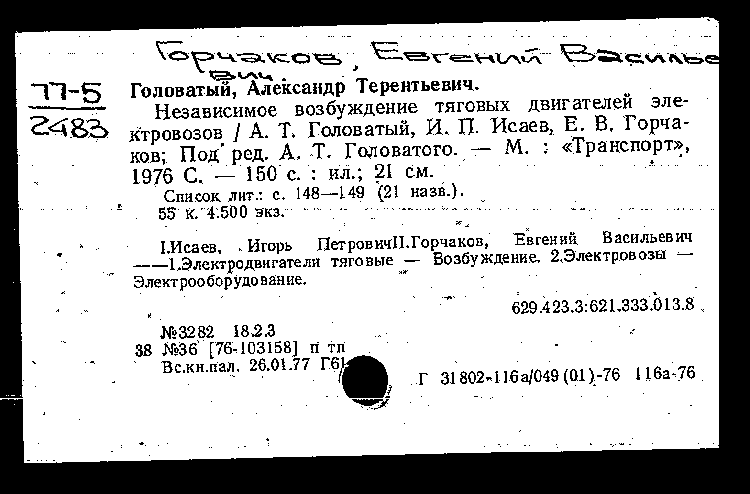 Горчаков, Евгений Василье
вич.
77-5
2483
Головатый, Александр Терентьевич.
Независимое возбуждение тяговых двигателей эле-
ктровозов / А. Т. Головатый, И. П. Исаев, Е. В. Горча-
ков; Под ред. А. Т. Головатого. — М. : «Транспорт»,
1976 С. — 150 с. : ил.; 21 см.
Список лит.: с. 148—149 (21 назв.).
55 к. 4.500 экз.
I.Исаев, Игорь ПетровичII.Горчаков, Евгений Васильевич
——1.Электродвигатели тяговые — Возбуждение. 2.Электровозы —
Электрооборудование.
629.423.3:621.333.013.8
№3282 18.2.3
38 №36 [76-103158] п тп
Вс.кн.пал. 26.01.77 Г61
Г 31802-116а/049(01)-76 116а-76